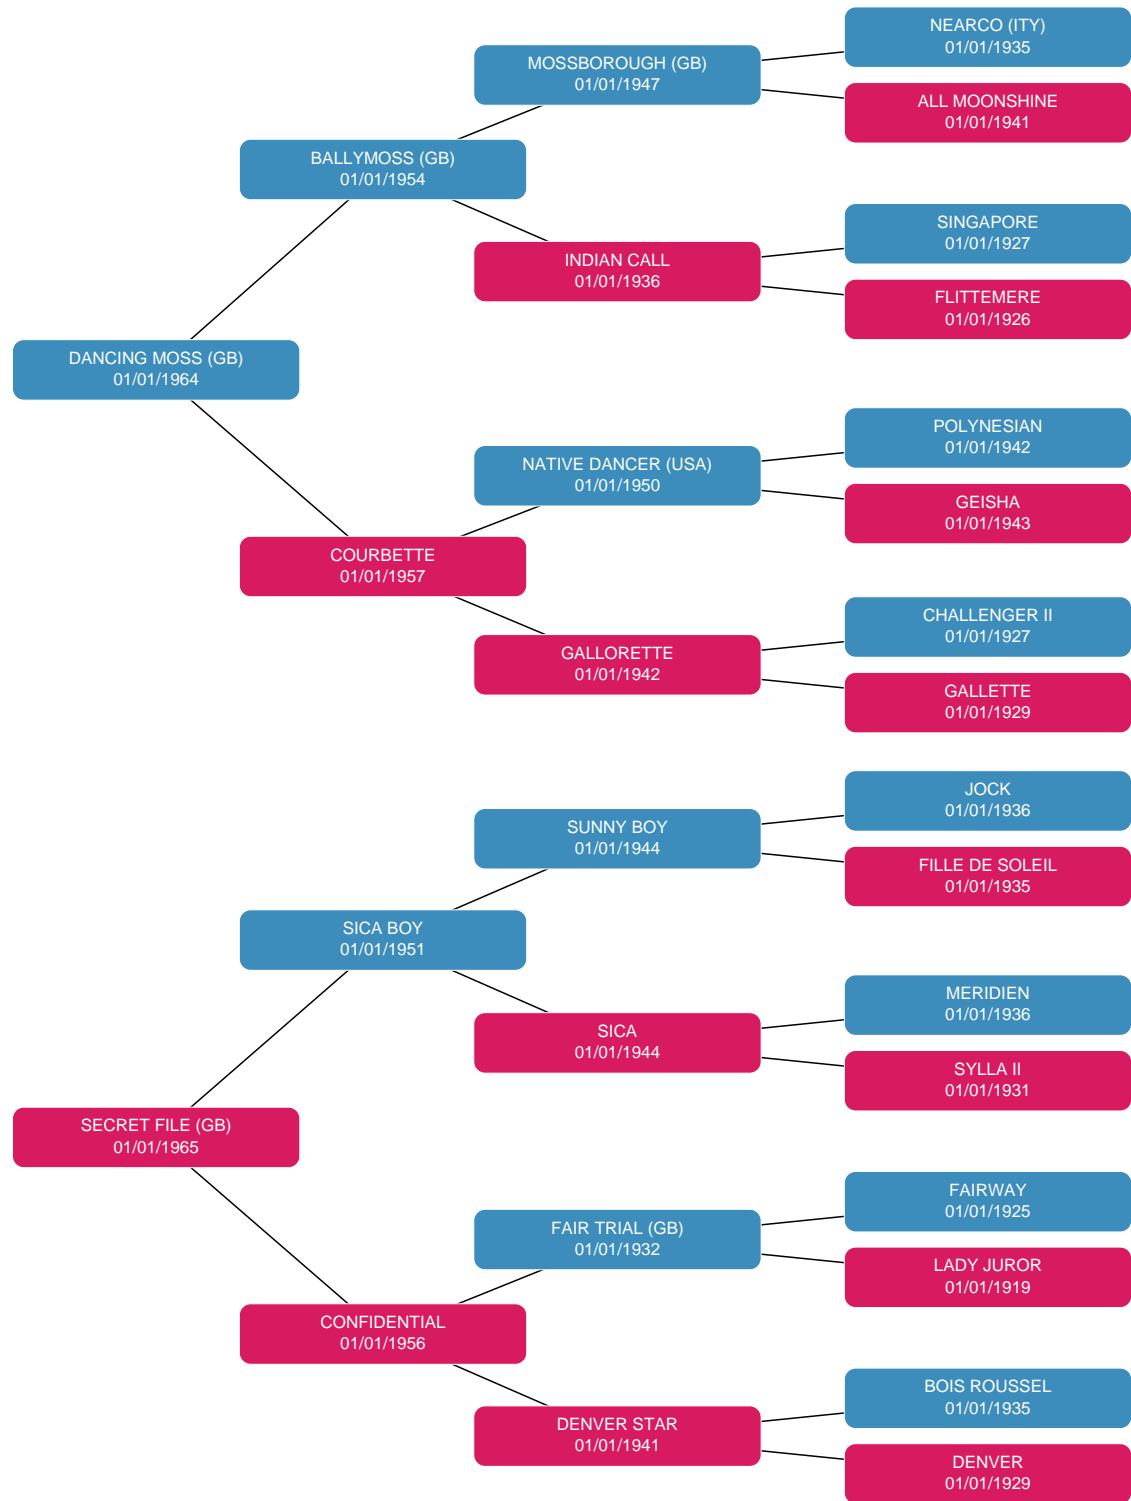 NEARCO (ITY)
01/01/1935
MOSSBOROUGH (GB)
01/01/1947
ALL MOONSHINE
01/01/1941
BALLYMOSS (GB)
01/01/1954
SINGAPORE
01/01/1927
INDIAN CALL
01/01/1936
FLITTEMERE
01/01/1926
DANCING MOSS (GB)
01/01/1964
POLYNESIAN
01/01/1942
NATIVE DANCER (USA)
01/01/1950
GEISHA
01/01/1943
COURBETTE
01/01/1957
CHALLENGER II
01/01/1927
GALLORETTE
01/01/1942
GALLETTE
01/01/1929
JOCK
01/01/1936
SUNNY BOY
01/01/1944
FILLE DE SOLEIL
01/01/1935
SICA BOY
01/01/1951
MERIDIEN
01/01/1936
SICA
01/01/1944
SYLLA II
01/01/1931
SECRET FILE (GB)
01/01/1965
FAIRWAY
01/01/1925
FAIR TRIAL (GB)
01/01/1932
LADY JUROR
01/01/1919
CONFIDENTIAL
01/01/1956
BOIS ROUSSEL
01/01/1935
DENVER STAR
01/01/1941
DENVER
01/01/1929